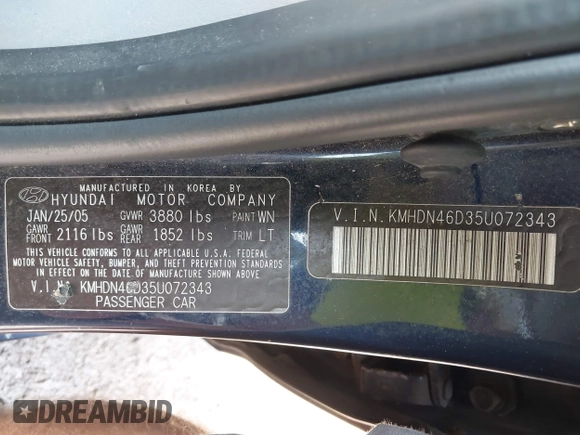 MANUFACTURED IN KOREA BY
HYUNDAI MOTOR COMPANY
JAN/25/05 GVWR 3880 lbs PAINT WN
GAWR FRONT 2116 lbs GAWR REAR 1852 lbs TRIM LT
THIS VEHICLE CONFORMS TO ALL APPLICABLE U.S.A. FEDERAL
MOTOR VEHICLE SAFETY, BUMPER, AND THEFT PREVENTION STANDARDS
IN EFFECT ON THE DATE OF MANUFACTURE SHOWN ABOVE
V.I.N. KMHDN46D35U072343
PASSENGER CAR
V.I.N. KMHDN46D35U072343
DREAMBID